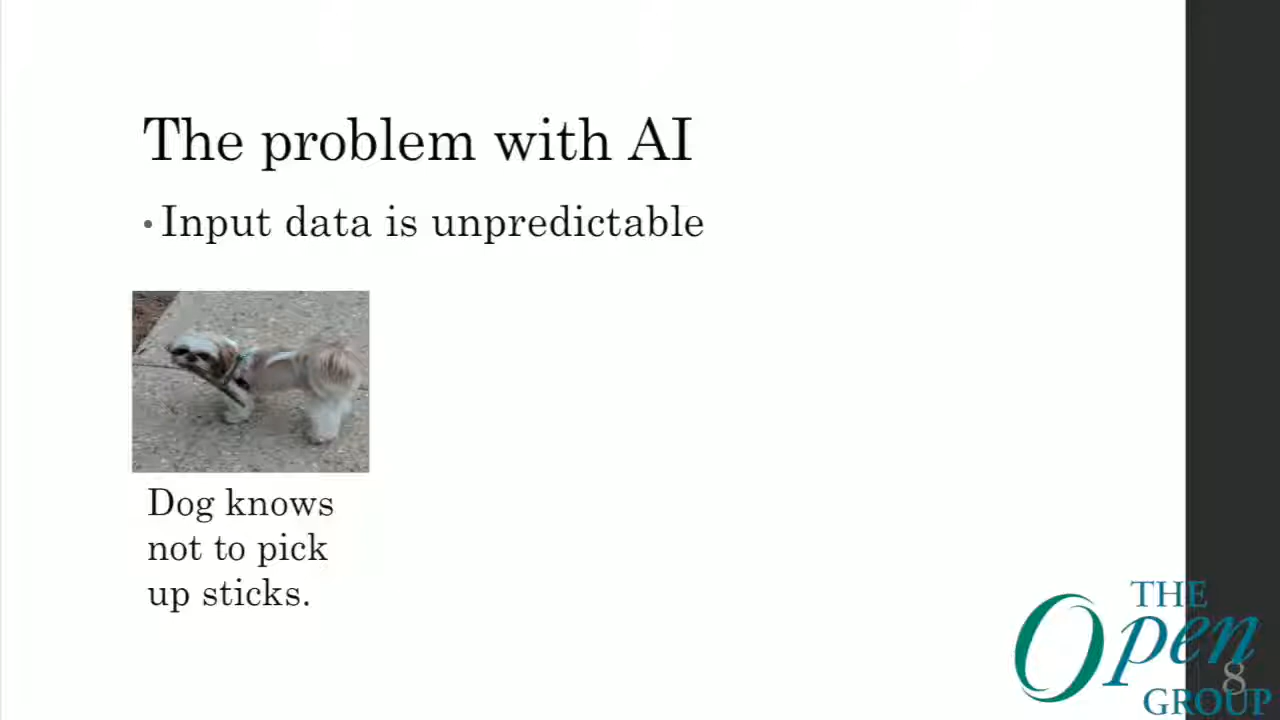 The problem with AI
• Input data is unpredictable
Dog knows
not to pick
up sticks.
THE
Open
GROUP
8